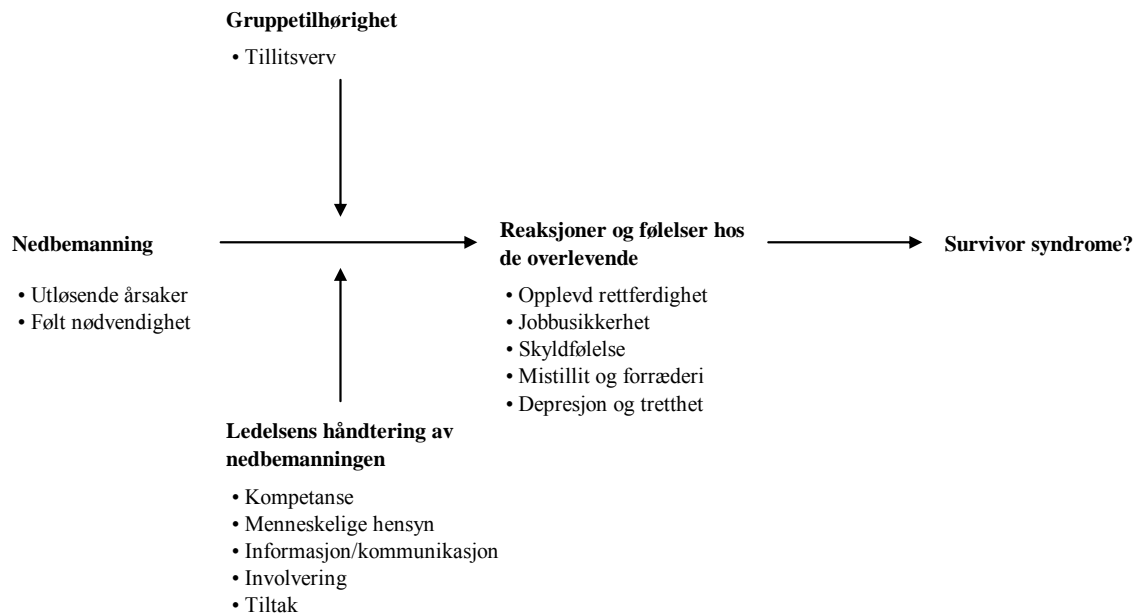 Gruppetilhørighet
• Tillitsverv
Nedbemanning
• Utløsende årsaker
• Følt nødvendighet
Reaksjoner og følelser hos
de overlevende
• Opplevd rettferdighet
• Jobbusikkerhet
• Skyldfølelse
• Mistillit og forræderi
• Depresjon og tretthet
Survivor syndrome?
Ledelsens håndtering av
nedbemanningen
• Kompetanse
• Menneskelige hensyn
• Informasjon/kommunikasjon
• Involvering
• Tiltak